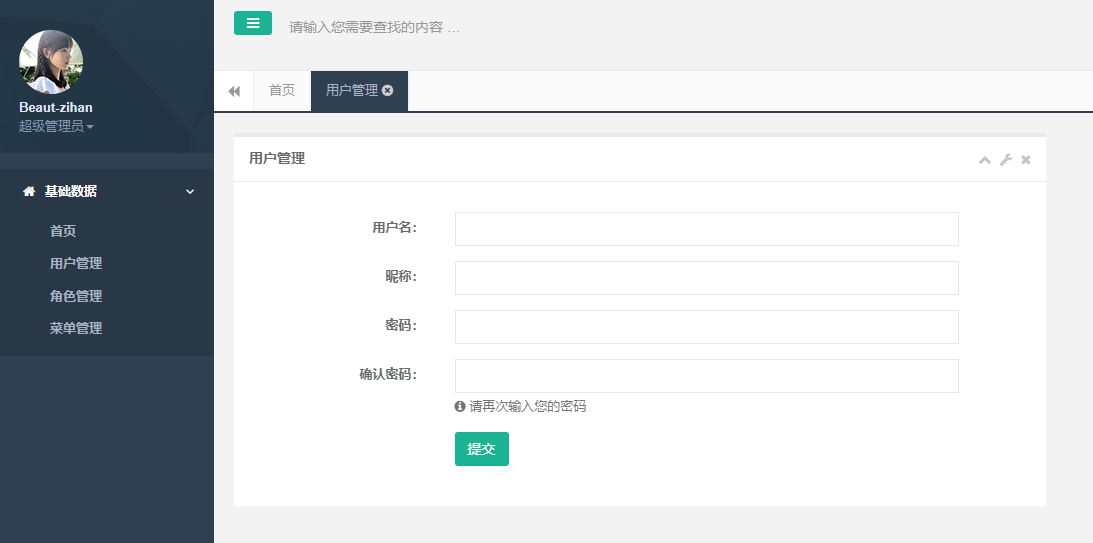 请输入您需要查找的内容 …
Beaut-zihan
超级管理员
首页
用户管理
基础数据
首页
用户管理
角色管理
菜单管理
用户管理
用户名：
昵称：
密码：
确认密码：
请再次输入您的密码
提交